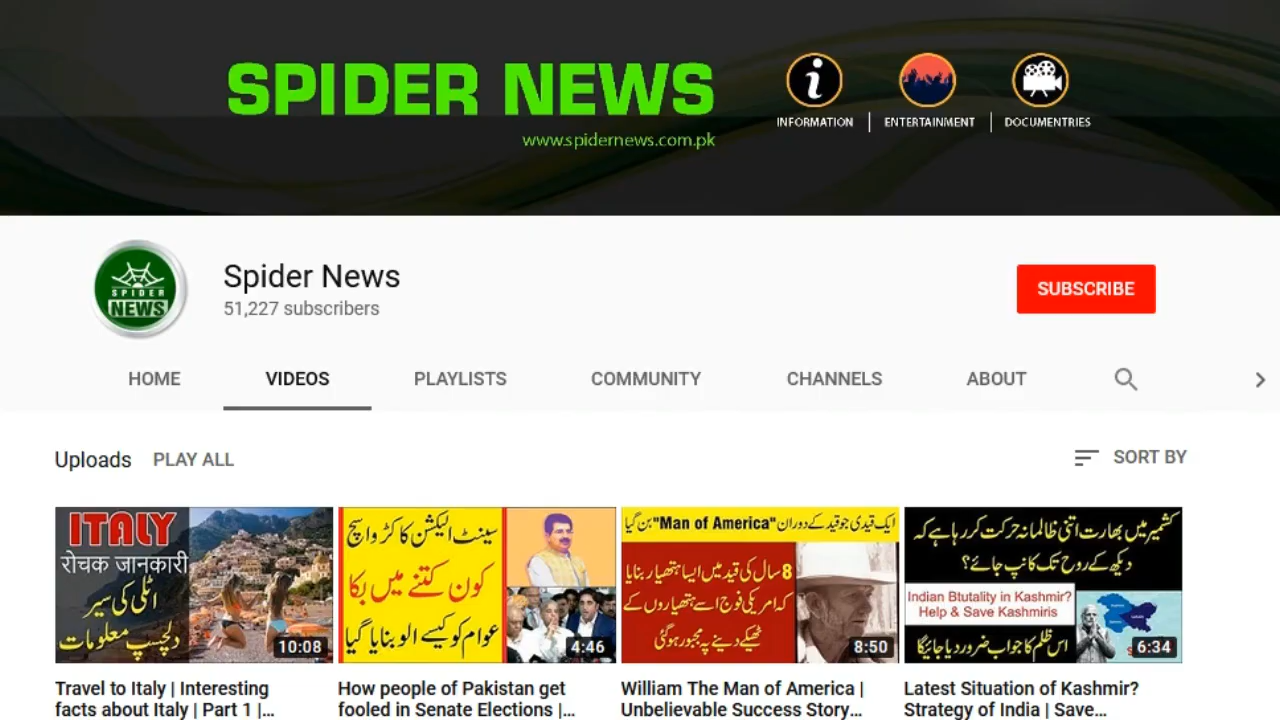 SPIDER NEWS
www.spidernews.com.pk
INFORMATION
ENTERTAINMENT
DOCUMENTRIES
SPIDER
NEWS
Spider News
51,227 subscribers
SUBSCRIBE
HOME
VIDEOS
PLAYLISTS
COMMUNITY
CHANNELS
ABOUT
Uploads
PLAY ALL
SORT BY
ITALY
रोचक जानकारी
اٹلی کی سیر
دلچسپ معلومات
10:08
سینٹ الیکشن کا کڑوا سچ
کون کتنے میں بکا
عوام کو کیسے الو بنایا گیا
4:46
ایک قیدی جو قید کے دوران "Man of America" بن گیا
8 سال کی قید میں ایسا ہتھیار بنایا
کہ امریکی فوج اسے ہتھیاروں کے
ٹھیکے دینے پہ مجبور ہوگئی
8:50
کشمیر میں بھارت اتنی ظالمانہ حرکت کر رہا ہے کہ
دیکھ کے روح تک کانپ جائے؟
Indian Btutality in Kashmir?
Help & Save Kashmiris
اس ظلم کا جواب ضرور دیا جائیگا
6:34
Travel to Italy | Interesting
facts about Italy | Part 1 |...
How people of Pakistan get
fooled in Senate Elections |...
William The Man of America |
Unbelievable Success Story...
Latest Situation of Kashmir?
Strategy of India | Save...